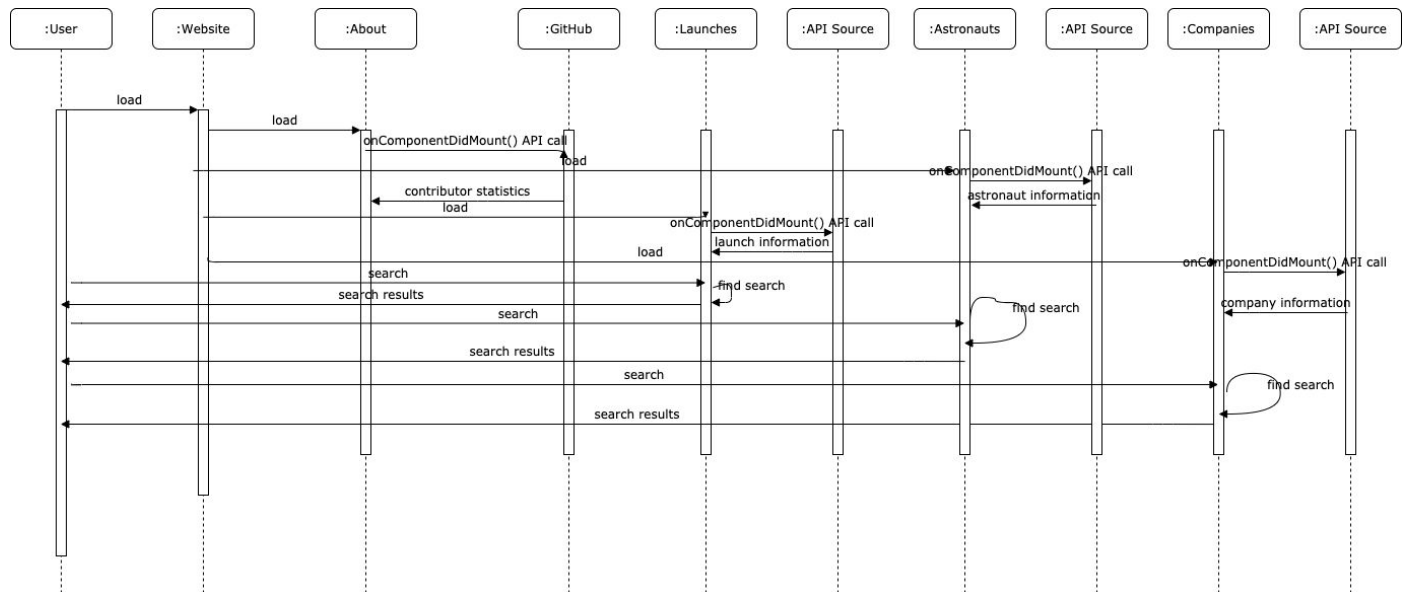 :User
:Website
:About
:GitHub
:Launches
:API Source
:Astronauts
:API Source
:Companies
:API Source
load
load
onComponentDidMount() API call
load
onComponentDidMount() API call
contributor statistics
astronaut information
load
onComponentDidMount() API call
launch information
load
onComponentDidMount() API call
search
find search
search results
company information
search
find search
search results
search
find search
search results